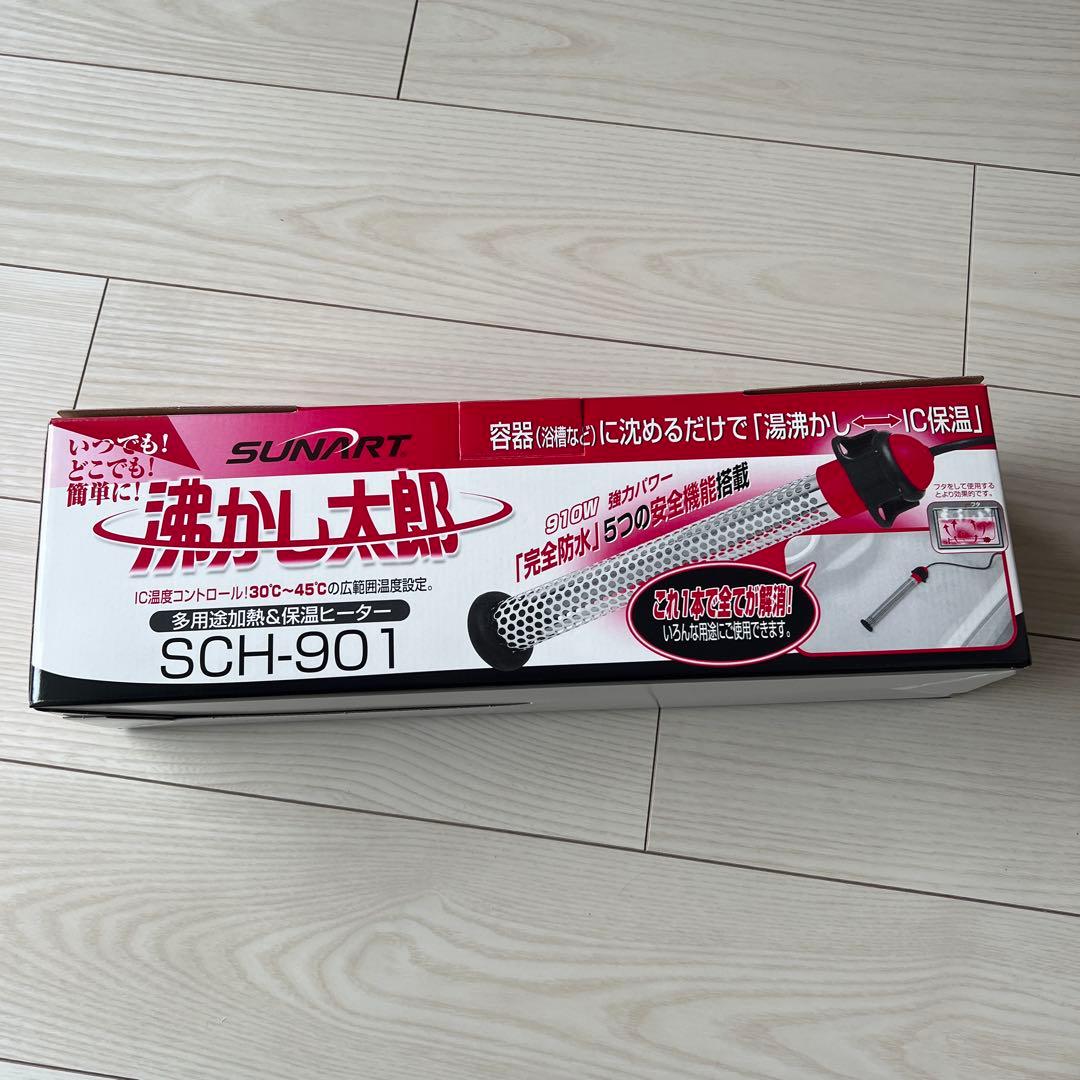 いつでも!
どこでも!
簡単に!
SUNART
沸かし太郎
IC温度コントロール!30℃~45℃の広範囲温度設定。
多用途加熱&保温ヒーター
SCH-901
容器(浴槽など)に沈めるだけで「湯沸かし⟷IC保温」
910W 強力パワー
「完全防水」5つの安全機能搭載
これ1本で全てが解消!
いろんな用途にご使用できます。
フタをして使用する
とより効果的です。
フタ